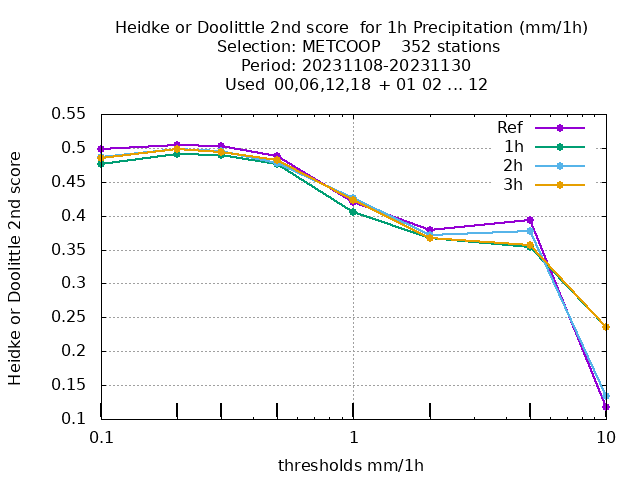 Heidke or Doolittle 2nd score  for 1h Precipitation (mm/1h)
Selection: METCOOP    352 stations
Period: 20231108-20231130
Used  00,06,12,18  + 01 02 ... 12
Heidke or Doolittle 2nd score
0.55
0.5
0.45
0.4
0.35
0.3
0.25
0.2
0.15
0.1
Ref
1h
2h
3h
0.1
1
10
thresholds mm/1h